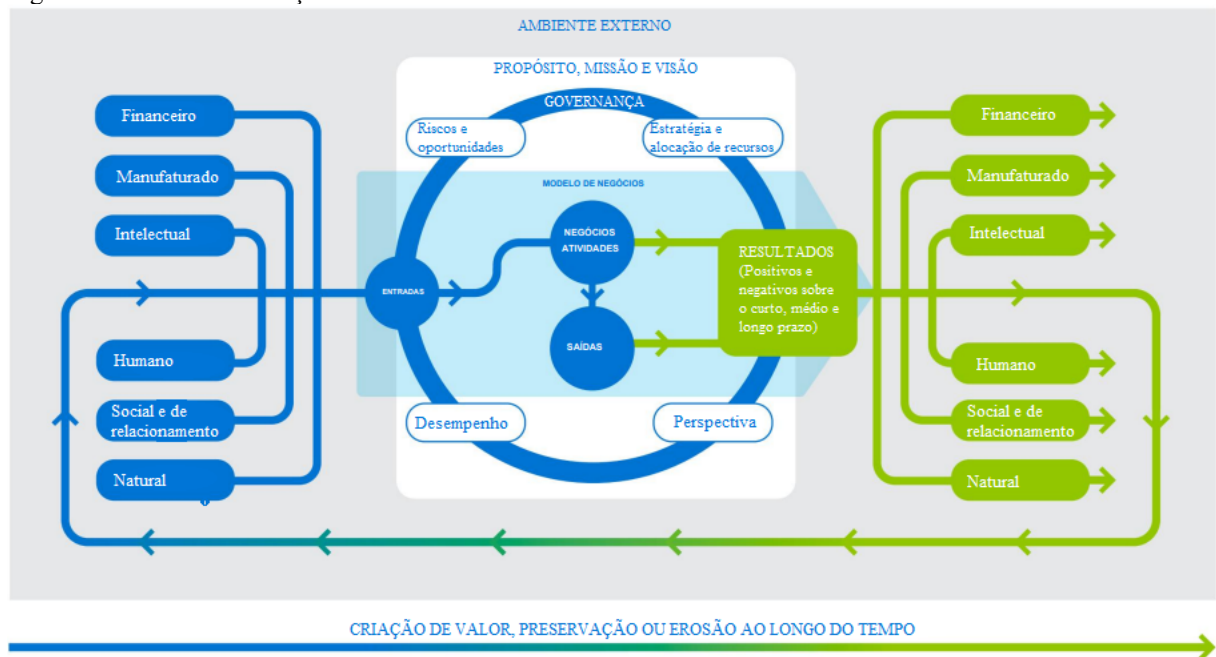 AMBIENTE EXTERNO
PROPÓSITO, MISSÃO E VISÃO
GOVERNANÇA
Financeiro
Manufaturado
Intelectual
Humano
Social e de
relacionamento
Natural
Riscos e
oportunidades
Estratégia e
alocação de recursos
MODELO DE NEGÓCIOS
ENTRADAS
NEGÓCIOS
ATIVIDADES
SAÍDAS
RESULTADOS
(Positivos e
negativos sobre
o curto, médio e
longo prazo)
Desempenho
Perspectiva
Financeiro
Manufaturado
Intelectual
Humano
Social e de
relacionamento
Natural
CRIAÇÃO DE VALOR, PRESERVAÇÃO OU EROSÃO AO LONGO DO TEMPO